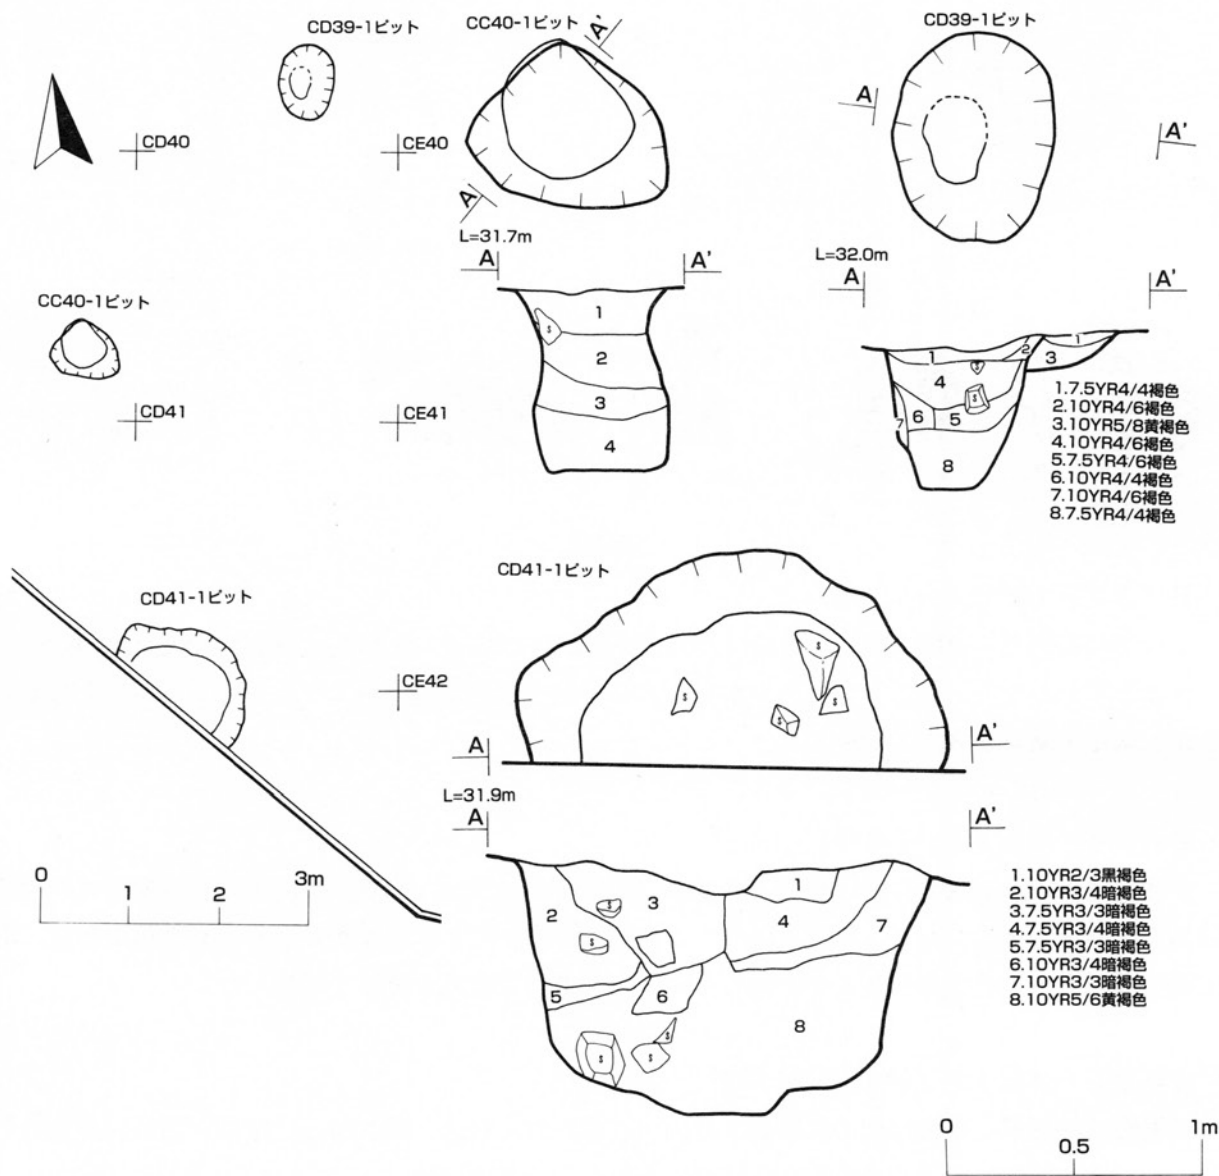 CD39-1ピット
CD40
CE40
CC40-1ピット
CD41
CE41
CD41-1ピット
CE42
0 1 2 3m
CC40-1ピット
A A'
L=31.7m
A A'
S
1
2
3
4
CD39-1ピット
A A'
L=32.0m
A A'
1 2 1
3
4 S
S
6 5
7
8
1.7.5YR4/4褐色
2.10YR4/6褐色
3.10YR5/8黄褐色
4.10YR4/6褐色
5.7.5YR4/6褐色
6.10YR4/4褐色
7.10YR4/6褐色
8.7.5YR4/4褐色
CD41-1ピット
S
S S
S
A A'
L=31.9m
A A'
1
2 S 3 4 7
S
5 6
8
S
S S
1.10YR2/3黒褐色
2.10YR3/4暗褐色
3.7.5YR3/3暗褐色
4.7.5YR3/4暗褐色
5.7.5YR3/3暗褐色
6.10YR3/4暗褐色
7.10YR3/3暗褐色
8.10YR5/6黄褐色
0 0.5 1m